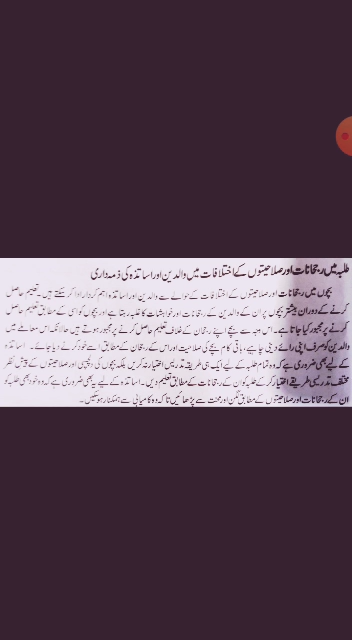 طلبہ میں رجحانات اور صلاحیتوں کے اختلافات میں والدین اور اساتذہ کی ذمہ داری
بچوں میں رجحانات اور صلاحیتوں کے اختلافات کے حوالے سے والدین اور اساتذہ اہم کردار ادا کر سکتے ہیں۔ تعلیم حاصل
کرنے کے دوران بیشتر بچوں پر ان کے والدین کے رجحانات اور خواہشات کا غلبہ ہوتا ہے اور بچوں کو اسی کے مطابق تعلیم حاصل
کرنے پر مجبور کیا جاتا ہے۔ اس وجہ سے بچے اپنے رجحان کے خلاف تعلیم حاصل کرنے پر مجبور ہوتے ہیں حالانکہ اس معاملے میں
والدین کو صرف اپنی رائے دینی چاہیے، باقی کام بچے کی صلاحیت اور اس کے رجحان کے مطابق اسے خود کرنے دیا جائے۔ اساتذہ
کے لیے بھی ضروری ہے کہ وہ تمام طلبہ کے لیے ایک ہی طریقہ تدریس اختیار نہ کریں بلکہ بچوں کی دلچسپی اور صلاحیتوں کے پیش نظر
مختلف تدریسی طریقے اختیار کر کے طلبہ کو ان کے رجحانات کے مطابق تعلیم دیں۔ اساتذہ کے لیے یہ بھی ضروری ہے کہ وہ خود بھی طلبہ کو
ان کے رجحانات اور صلاحیتوں کے مطابق لگن اور محنت سے پڑھائیں تاکہ وہ کامیابی سے ہمکنار ہو سکیں۔